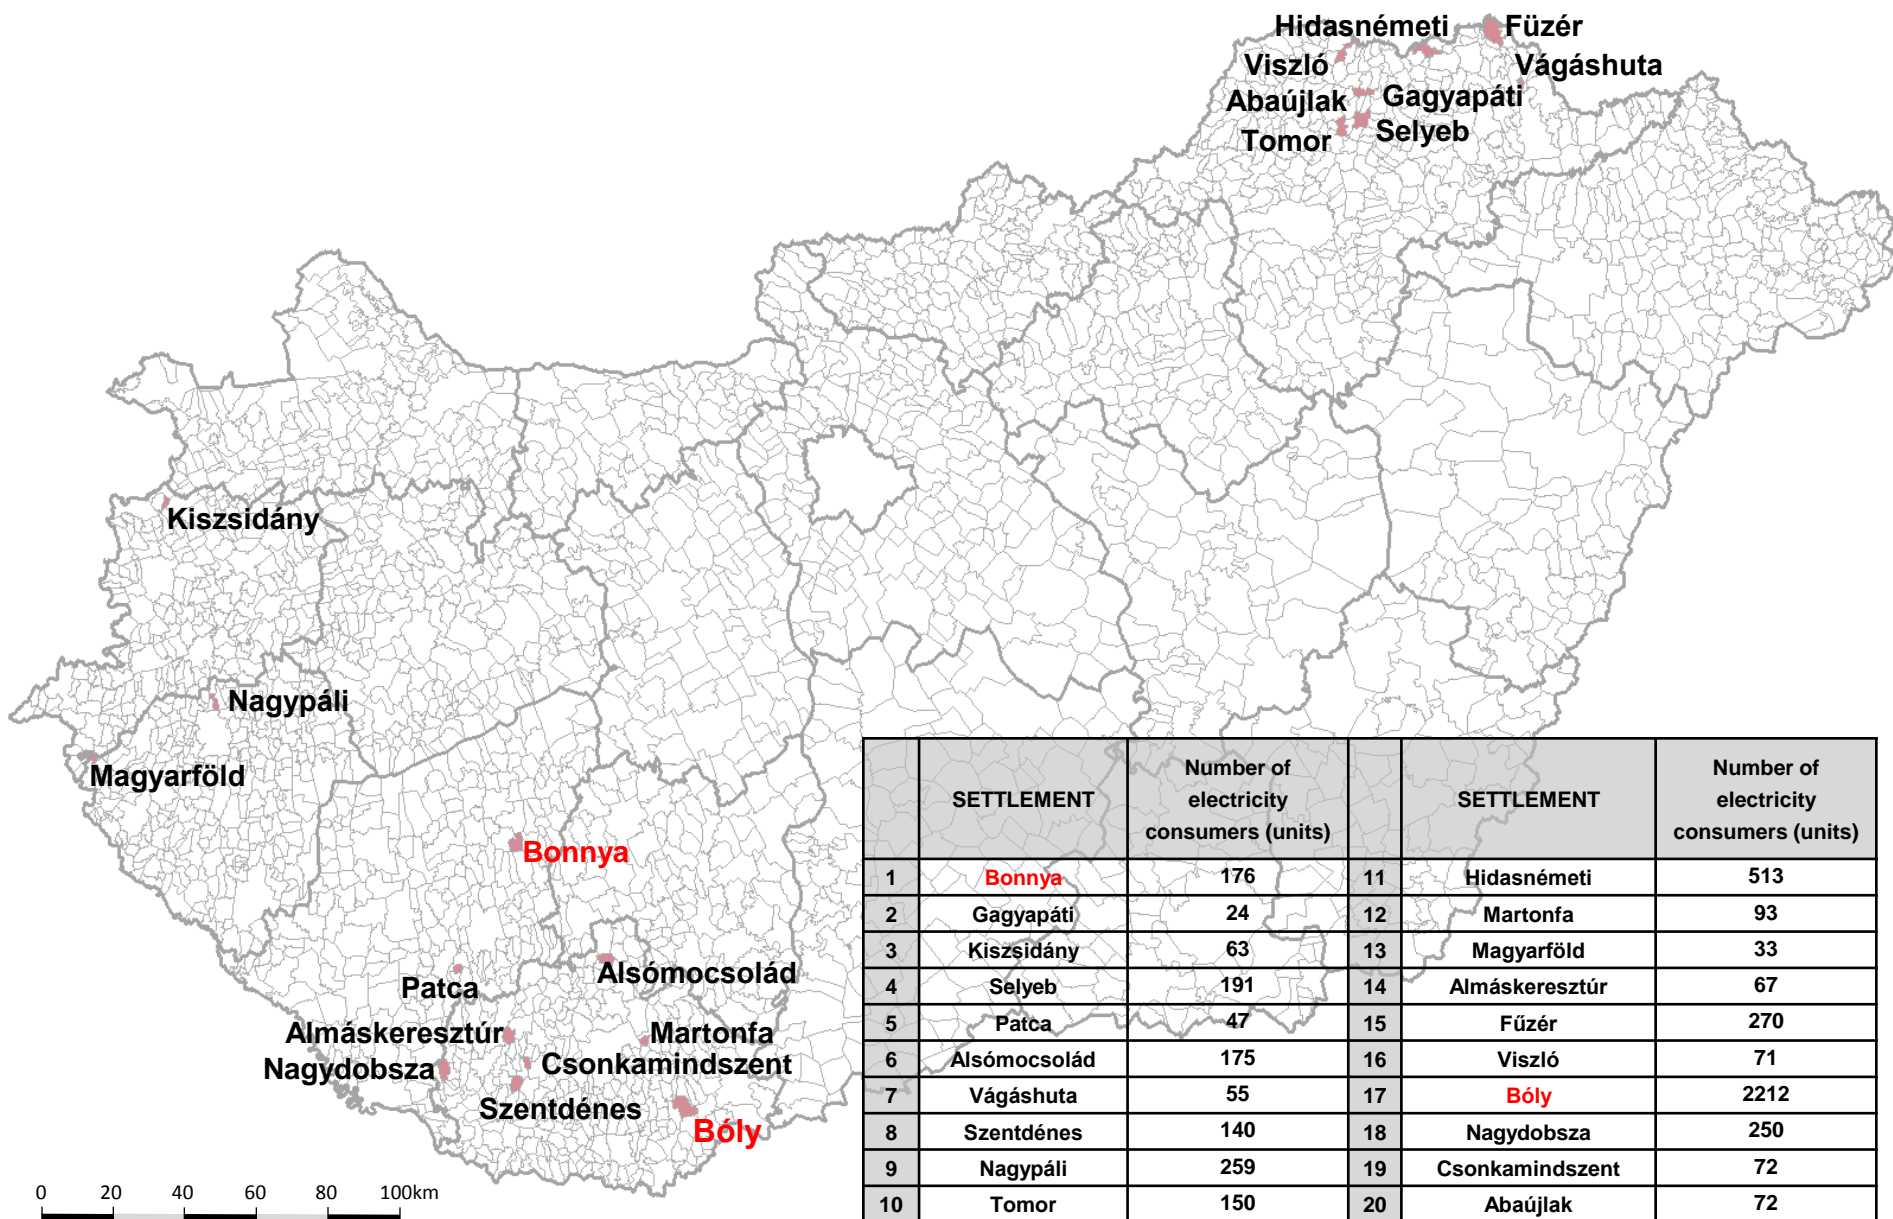 Hidasnémeti
Füzér
Viszló
Vágáshuta
Abaújlak
Gagyapáti
Tomor
Selyeb
Kiszsidány
Nagypáli
Magyarföld
Bonnya
Patca
Alsómocsolád
Almáskeresztúr
Martonfa
Nagydobsza
Csonkamindszent
Szentdénes
Bóly
0 20 40 60 80 100km
SETTLEMENT
Number of
electricity
consumers (units)
SETTLEMENT
Number of
electricity
consumers (units)
1 Bonnya 176 11 Hidasnémeti 513
2 Gagyapáti 24 12 Martonfa 93
3 Kiszsidány 63 13 Magyarföld 33
4 Selyeb 191 14 Almáskeresztúr 67
5 Patca 47 15 Fűzér 270
6 Alsómocsolád 175 16 Viszló 71
7 Vágáshuta 55 17 Bóly 2212
8 Szentdénes 140 18 Nagydobsza 250
9 Nagypáli 259 19 Csonkamindszent 72
10 Tomor 150 20 Abaújlak 72